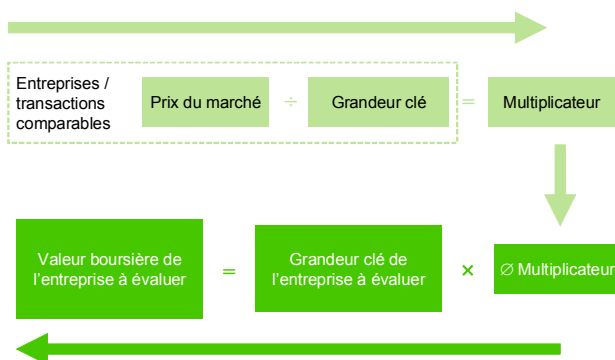 Entreprises /
transactions
comparables
Prix du marché
÷
Grandeur clé
=
Multiplicateur
Valeur boursière de
l'entreprise à évaluer
=
Grandeur clé de
l'entreprise à évaluer
×
∅ Multiplicateur